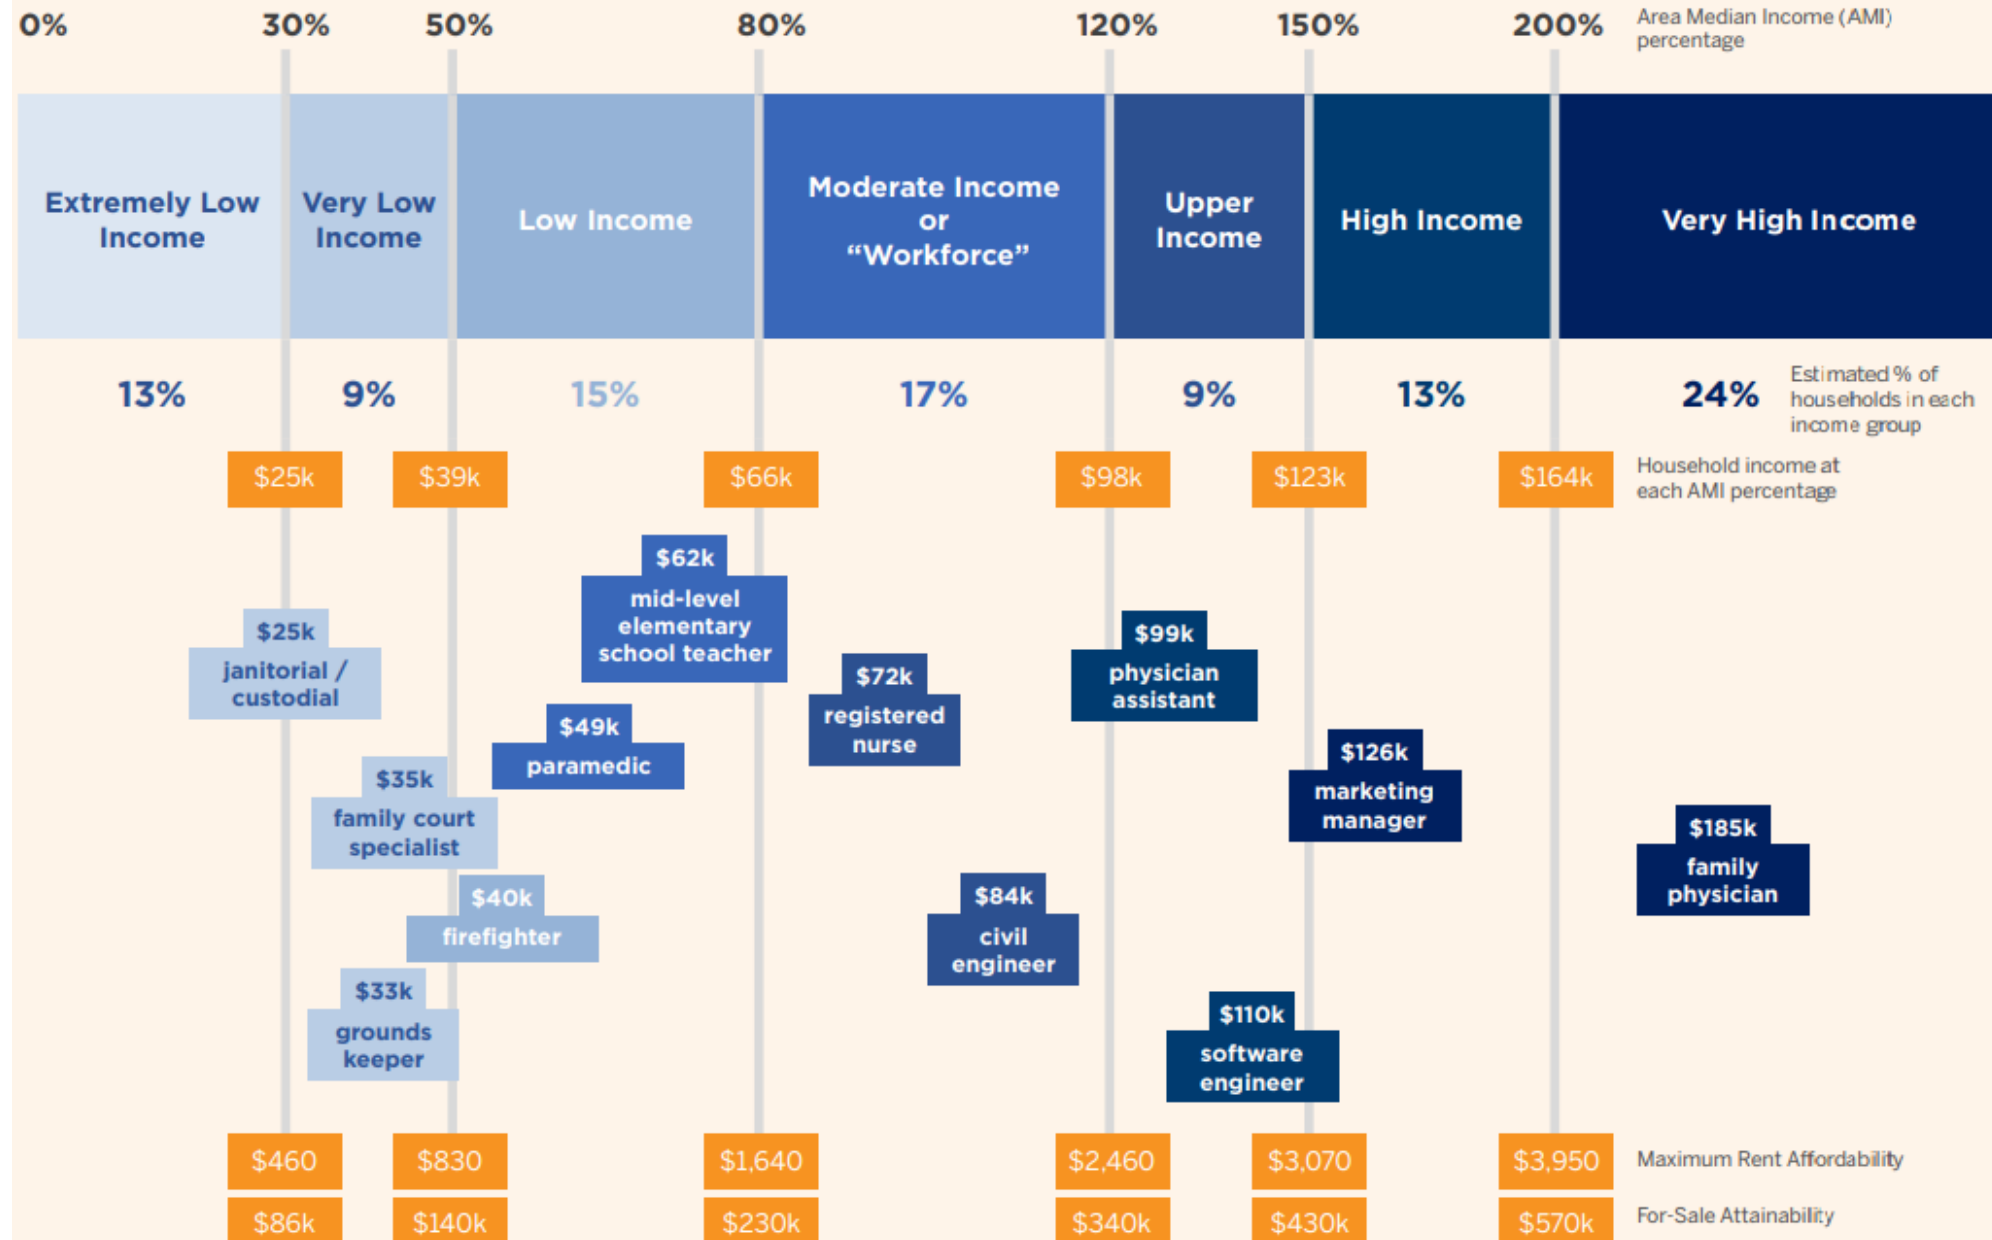 0% 30% 50% 80% 120% 150% 200% Area Median Income (AMI)
percentage
Extremely Low
Income
Very Low
Income
Low Income
Moderate Income
or
“Workforce”
Upper
Income
High Income
Very High Income
13% 9% 15% 17% 9% 13% 24%
Estimated % of
households in each
income group
$25k $39k $66k $98k $123k $164k
Household income at
each AMI percentage
$62k
mid-level
elementary
school teacher
$25k
janitorial /
custodial
$99k
physician
assistant
$72k
registered
nurse
$49k
paramedic
$126k
marketing
manager
$35k
family court
specialist
$185k
family
physician
$40k
firefighter
$84k
civil
engineer
$33k
grounds
keeper
$110k
software
engineer
$460 $830 $1,640 $2,460 $3,070 $3,950 Maximum Rent Affordability
$86k $140k $230k $340k $430k $570k For-Sale Attainability